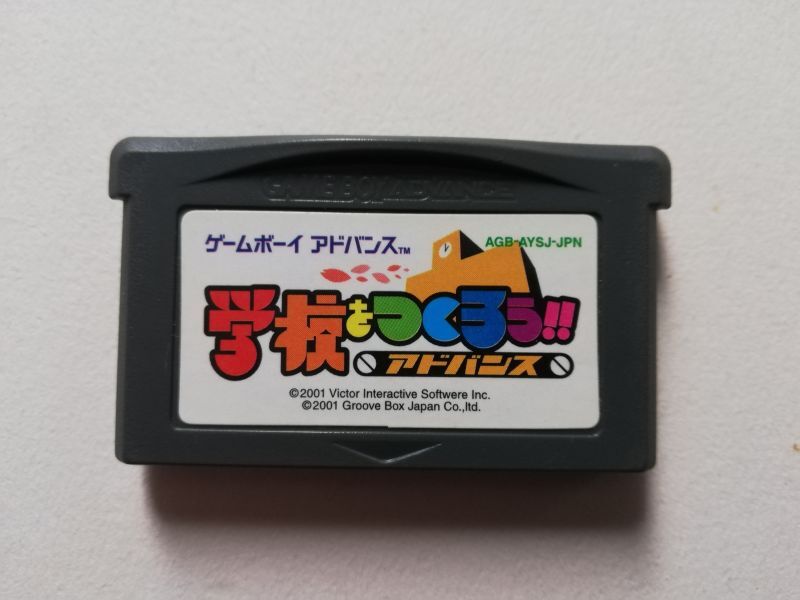 GAME BOY ADVANCE
ゲームボーイ アドバンス™
AGB-AYSJ-JPN
学校をつくろう!!
アドバンス
©2001 Victor Interactive Softwere Inc.
©2001 Groove Box Japan Co.,ltd.